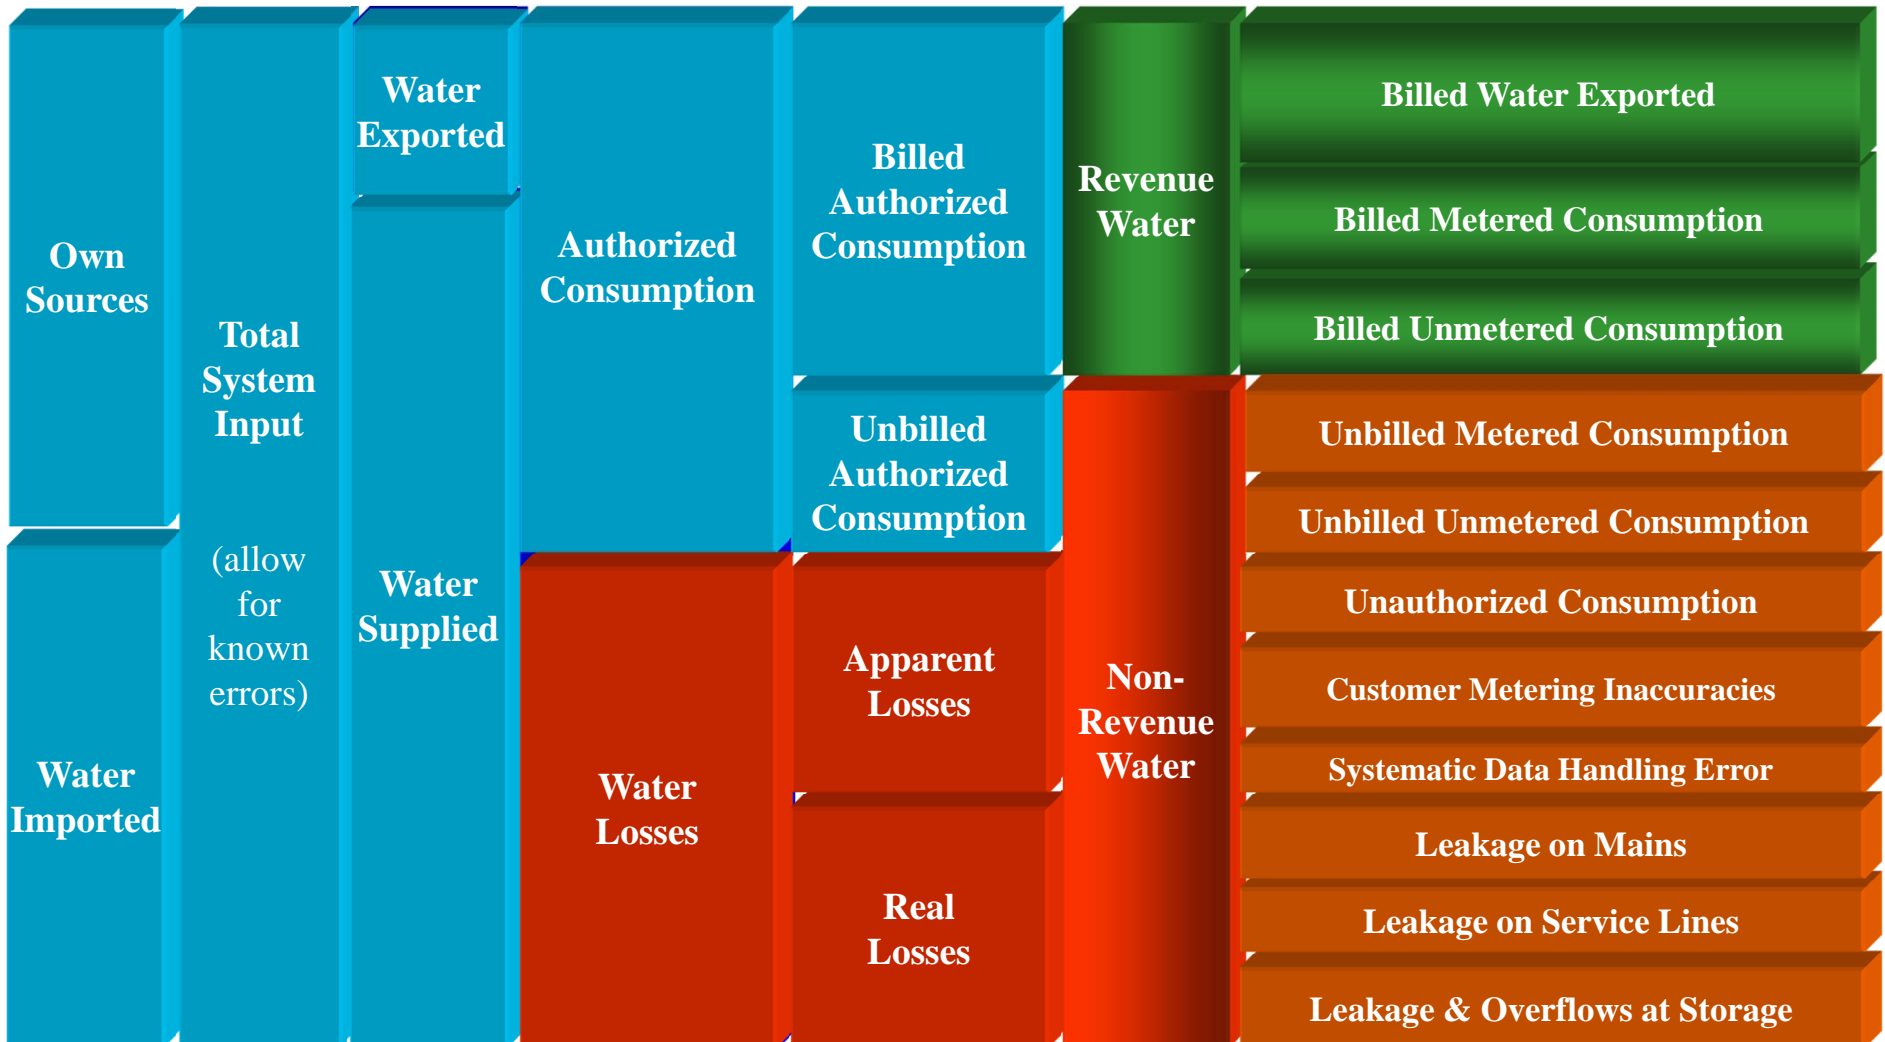 Own
Sources
Water
Imported
Total
System
Input
(allow
for
known
errors)
Water
Exported
Water
Supplied
Authorized
Consumption
Water
Losses
Billed
Authorized
Consumption
Unbilled
Authorized
Consumption
Apparent
Losses
Real
Losses
Revenue
Water
Non-
Revenue
Water
Billed Water Exported
Billed Metered Consumption
Billed Unmetered Consumption
Unbilled Metered Consumption
Unbilled Unmetered Consumption
Unauthorized Consumption
Customer Metering Inaccuracies
Systematic Data Handling Error
Leakage on Mains
Leakage on Service Lines
Leakage & Overflows at Storage